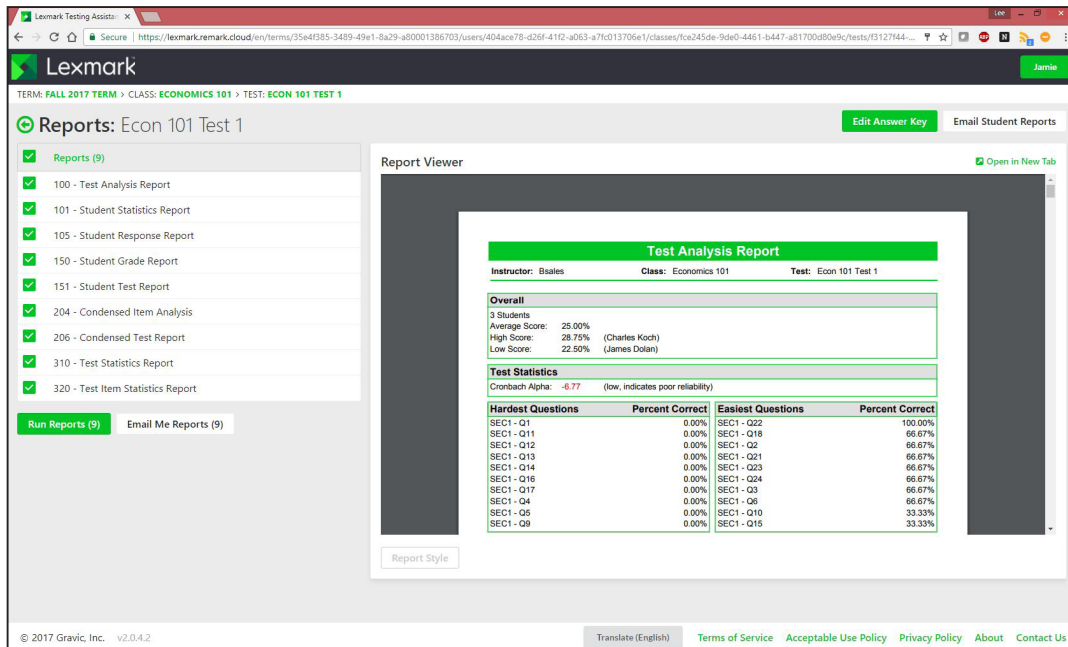 Lexmark Testing Assistan
Lee
Secure | https://lexmark.remark.cloud/en/terms/35e4f385-3489-49e1-8a29-a80001386703/users/404ace78-d26f-41f2-a063-a7fc013706e1/classes/fce245de-9de0-4461-b447-a81700d80e9c/tests/f3127f44-...
Lexmark
Jamie
TERM: FALL 2017 TERM > CLASS: ECONOMICS 101 > TEST: ECON 101 TEST 1
Reports: Econ 101 Test 1
Edit Answer Key
Email Student Reports
Reports (9)
100 - Test Analysis Report
101 - Student Statistics Report
105 - Student Response Report
150 - Student Grade Report
151 - Student Test Report
204 - Condensed Item Analysis
206 - Condensed Test Report
310 - Test Statistics Report
320 - Test Item Statistics Report
Run Reports (9)
Email Me Reports (9)
Report Viewer
Open in New Tab
Test Analysis Report
Instructor: Bsales Class: Economics 101 Test: Econ 101 Test 1
Overall
3 Students
Average Score: 25.00%
High Score: 28.75% (Charles Koch)
Low Score: 22.50% (James Dolan)
Test Statistics
Cronbach Alpha: -6.77 (low, indicates poor reliability)
Hardest Questions Percent Correct Easiest Questions Percent Correct
SEC1 - Q1 0.00% SEC1 - Q22 100.00%
SEC1 - Q11 0.00% SEC1 - Q18 66.67%
SEC1 - Q12 0.00% SEC1 - Q2 66.67%
SEC1 - Q13 0.00% SEC1 - Q21 66.67%
SEC1 - Q14 0.00% SEC1 - Q23 66.67%
SEC1 - Q16 0.00% SEC1 - Q24 66.67%
SEC1 - Q17 0.00% SEC1 - Q3 66.67%
SEC1 - Q4 0.00% SEC1 - Q6 66.67%
SEC1 - Q5 0.00% SEC1 - Q10 33.33%
SEC1 - Q9 0.00% SEC1 - Q15 33.33%
Report Style
© 2017 Gravic, Inc. v2.0.4.2
Translate (English)
Terms of Service Acceptable Use Policy Privacy Policy About Contact Us